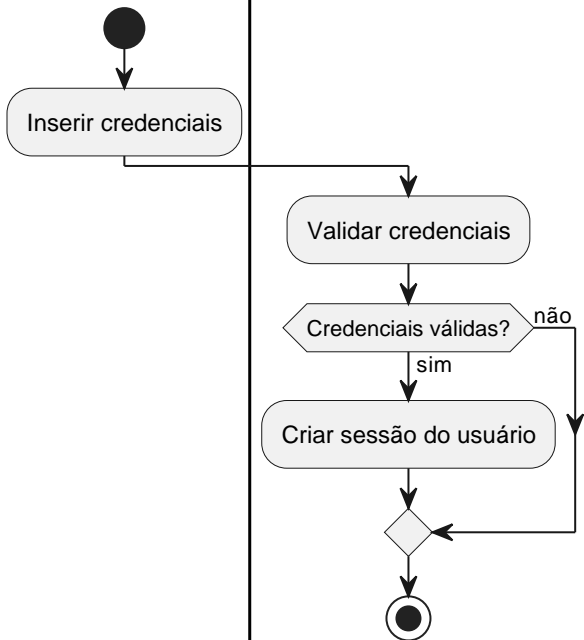 Inserir credenciais
Validar credenciais
Credenciais válidas?
não
sim
Criar sessão do usuário